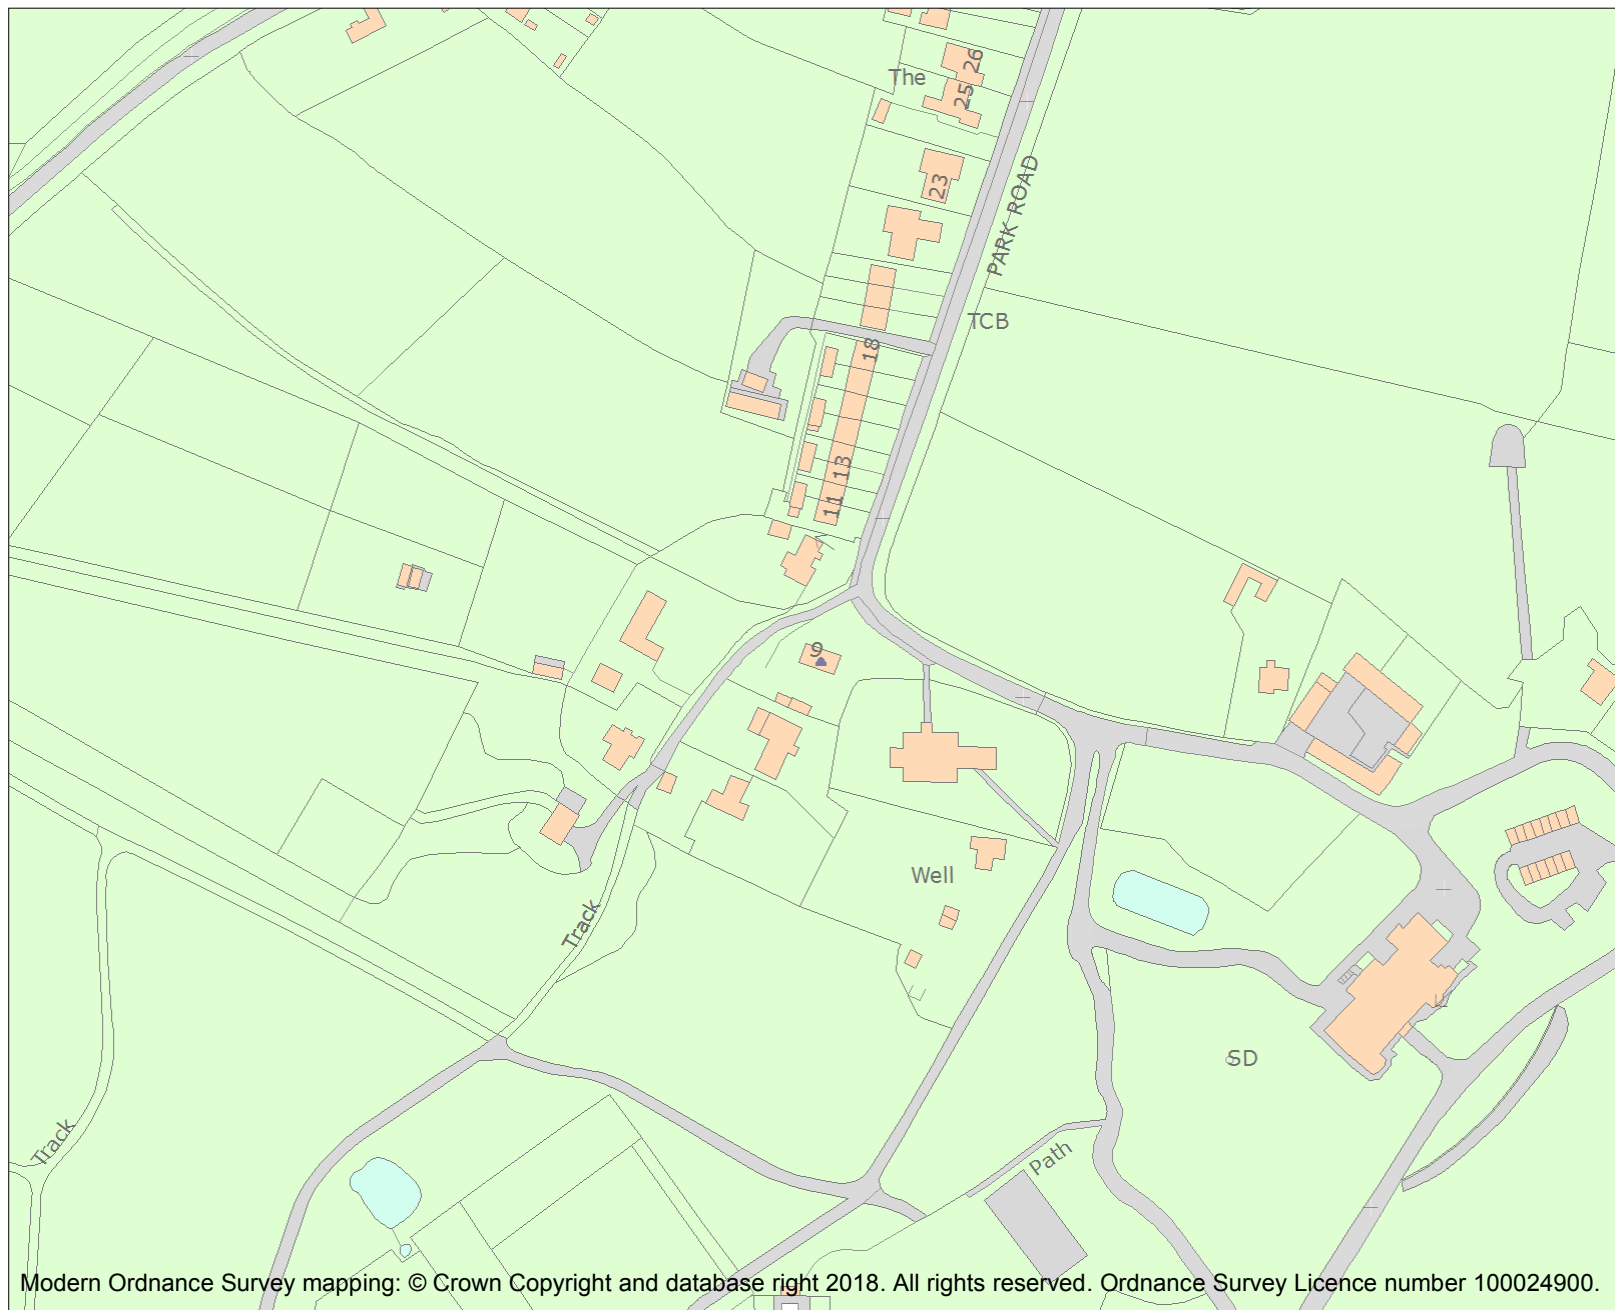 26
The
25
23
PARK ROAD
TCB
18
13
11
9
Well
Track
SD
Track
Path
Modern Ordnance Survey mapping: © Crown Copyright and database right 2018. All rights reserved. Ordnance Survey Licence number 100024900.